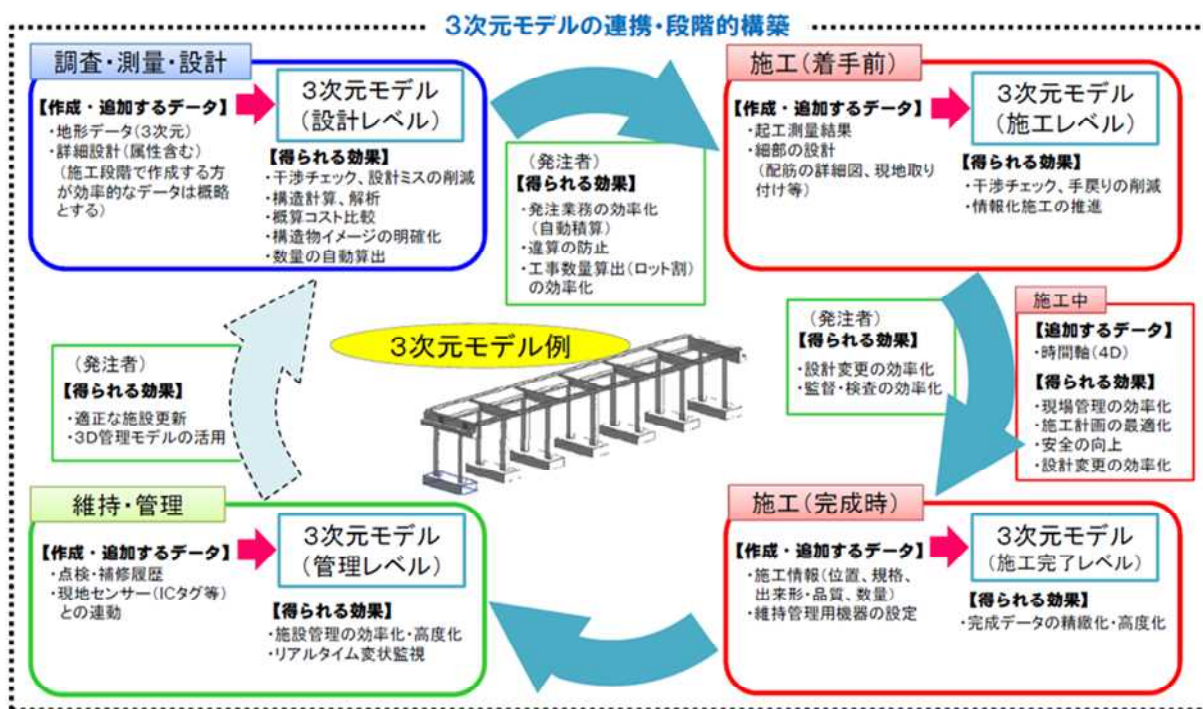 3次元モデルの連携・段階的構築
調査・測量・設計
【作成・追加するデータ】
・地形データ(3次元)
・詳細設計(属性含む)
(施工段階で作成する方
が効率的なデータは概略
とする)
3次元モデル
(設計レベル)
【得られる効果】
・干渉チェック、設計ミスの削減
・構造計算、解析
・概算コスト比較
・構造物イメージの明確化
・数量の自動算出
(発注者)
【得られる効果】
・発注業務の効率化
(自動積算)
・違算の防止
・工事数量算出(ロット割)
の効率化
施工(着手前)
【作成・追加するデータ】
・起工測量結果
・細部の設計
(配筋の詳細図、現地取り
付け等)
3次元モデル
(施工レベル)
【得られる効果】
・干渉チェック、手戻りの削減
・情報化施工の推進
(発注者)
【得られる効果】
・設計変更の効率化
・監督・検査の効率化
施工中
【追加するデータ】
・時間軸(4D)
【得られる効果】
・現場管理の効率化
・施工計画の最適化
・安全の向上
・設計変更の効率化
3次元モデル例
(発注者)
【得られる効果】
・適正な施設更新
・3D管理モデルの活用
維持・管理
【作成・追加するデータ】
・点検・補修履歴
・現地センサー(ICタグ等)
との連動
3次元モデル
(管理レベル)
【得られる効果】
・施設管理の効率化・高度化
・リアルタイム変状監視
施工(完成時)
【作成・追加するデータ】
・施工情報(位置、規格、
出来形・品質、数量)
・維持管理用機器の設定
3次元モデル
(施工完了レベル)
【得られる効果】
・完成データの精緻化・高度化